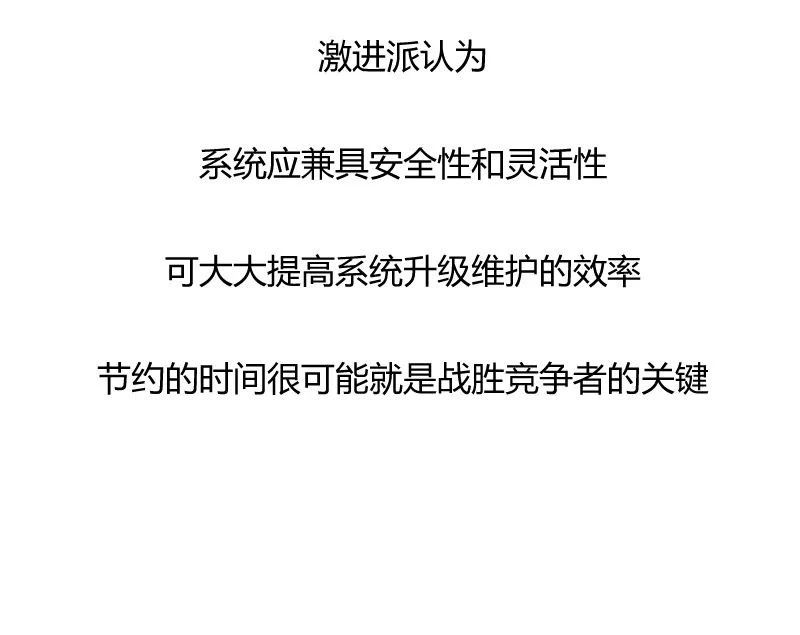 激进派认为
系统应兼具安全性和灵活性
可大大提高系统升级维护的效率
节约的时间很可能就是战胜竞争者的关键